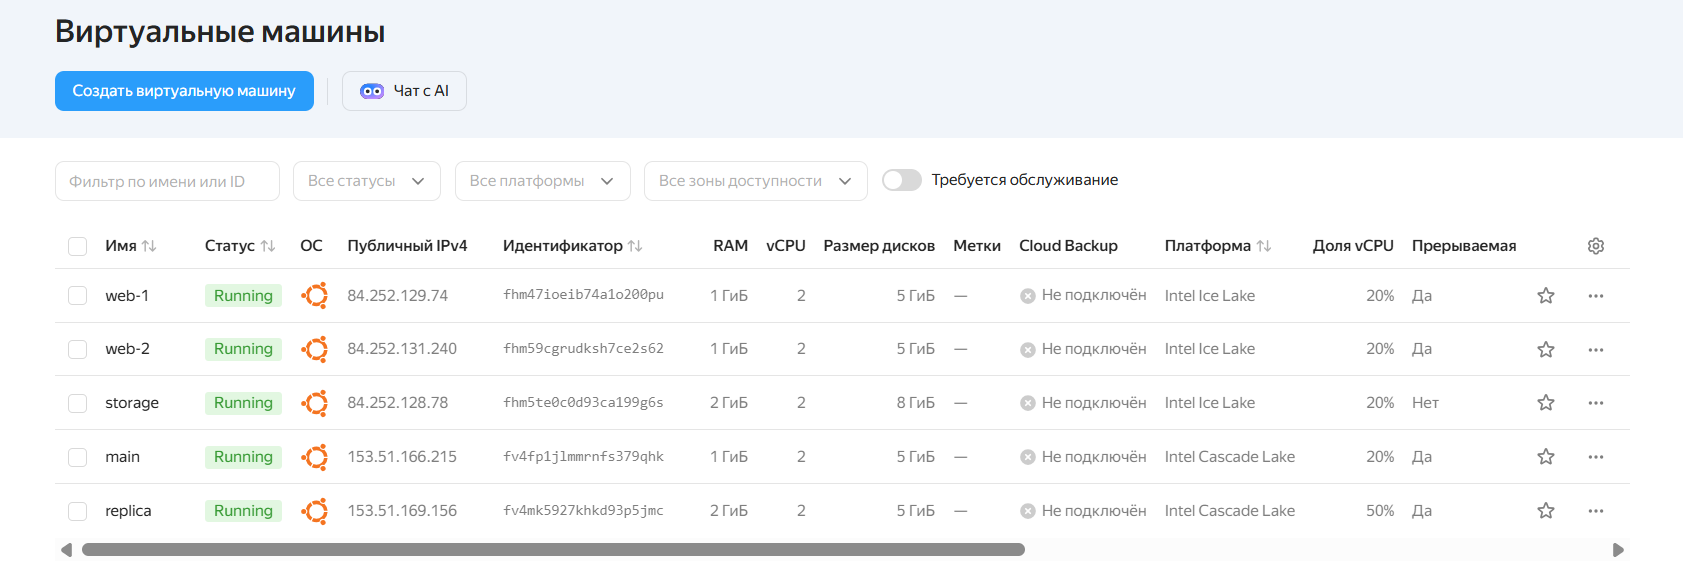 Виртуальные машины
Создать виртуальную машину Чат с AI
Фильтр по имени или ID Все статусы Все платформы Все зоны доступности Требуется обслуживание
Имя Статус ОС Публичный IPv4 Идентификатор RAM vCPU Размер дисков Метки Cloud Backup Платформа Доля vCPU Прерываемая
web-1 Running 84.252.129.74 fhm47ioeib74a1o200pu 1 ГиБ 2 5 ГиБ — Не подключён Intel Ice Lake 20% Да
web-2 Running 84.252.131.240 fhm59cgrudksh7ce2s62 1 ГиБ 2 5 ГиБ — Не подключён Intel Ice Lake 20% Да
storage Running 84.252.128.78 fhm5te0c0d93ca199g6s 2 ГиБ 2 8 ГиБ — Не подключён Intel Ice Lake 20% Нет
main Running 153.51.166.215 fv4fp1jlmmrnfs379qhk 1 ГиБ 2 5 ГиБ — Не подключён Intel Cascade Lake 20% Да
replica Running 153.51.169.156 fv4mk5927khkd93p5jmc 2 ГиБ 2 5 ГиБ — Не подключён Intel Cascade Lake 50% Да